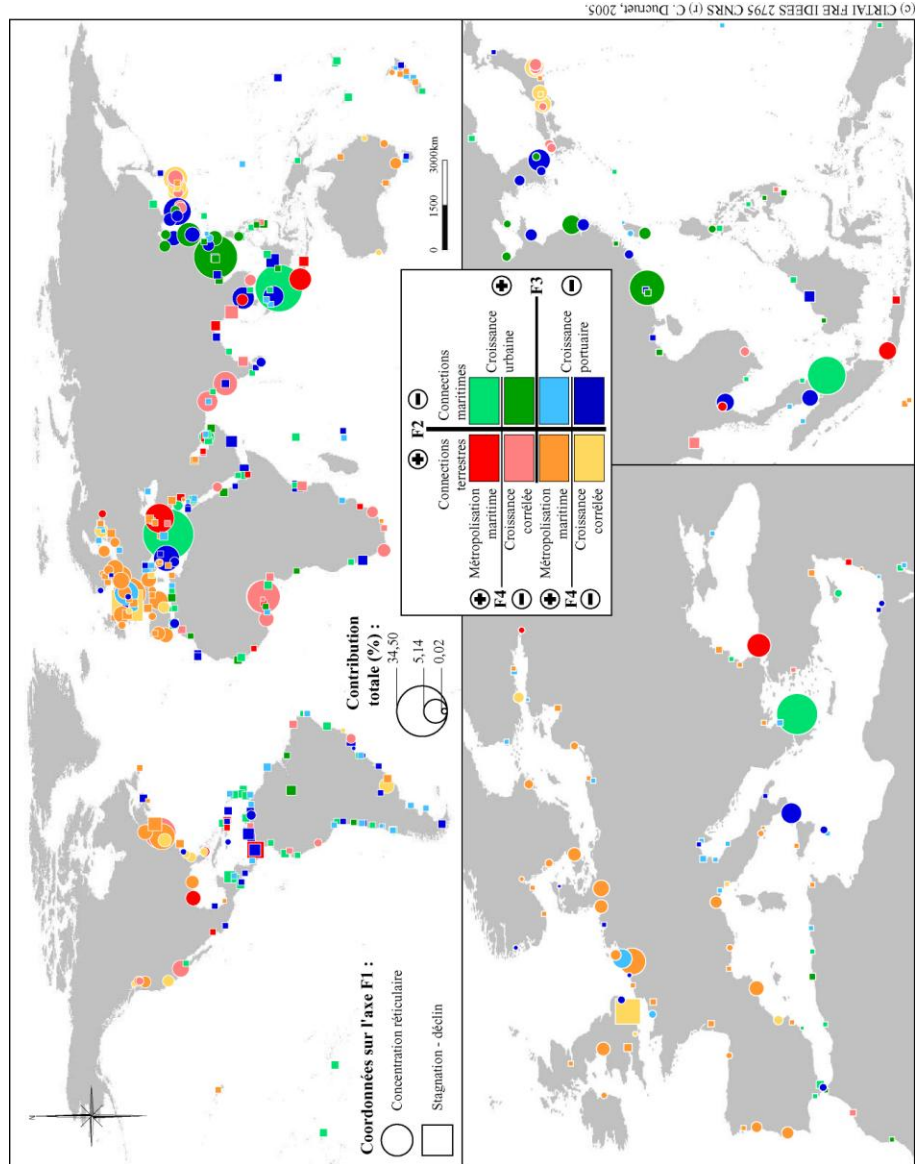 (c) CIRTAI FRE IDEES 2795 CNRS (r) C. Ducruet, 2005.
N
0 1500 3000km
Coordonnées sur l'axe F1 :
Concentration réticulaire
Stagnation - déclin
Contribution
totale (%) :
34,50
5,14
0,02
+ F2 −
Connections
terrestres
Connections
maritimes
Métropolisation
maritime
Croissance
urbaine
+
F4
−
Croissance
corrélée
+
F3
−
Métropolisation
maritime
Croissance
portuaire
+
F4
−
Croissance
corrélée